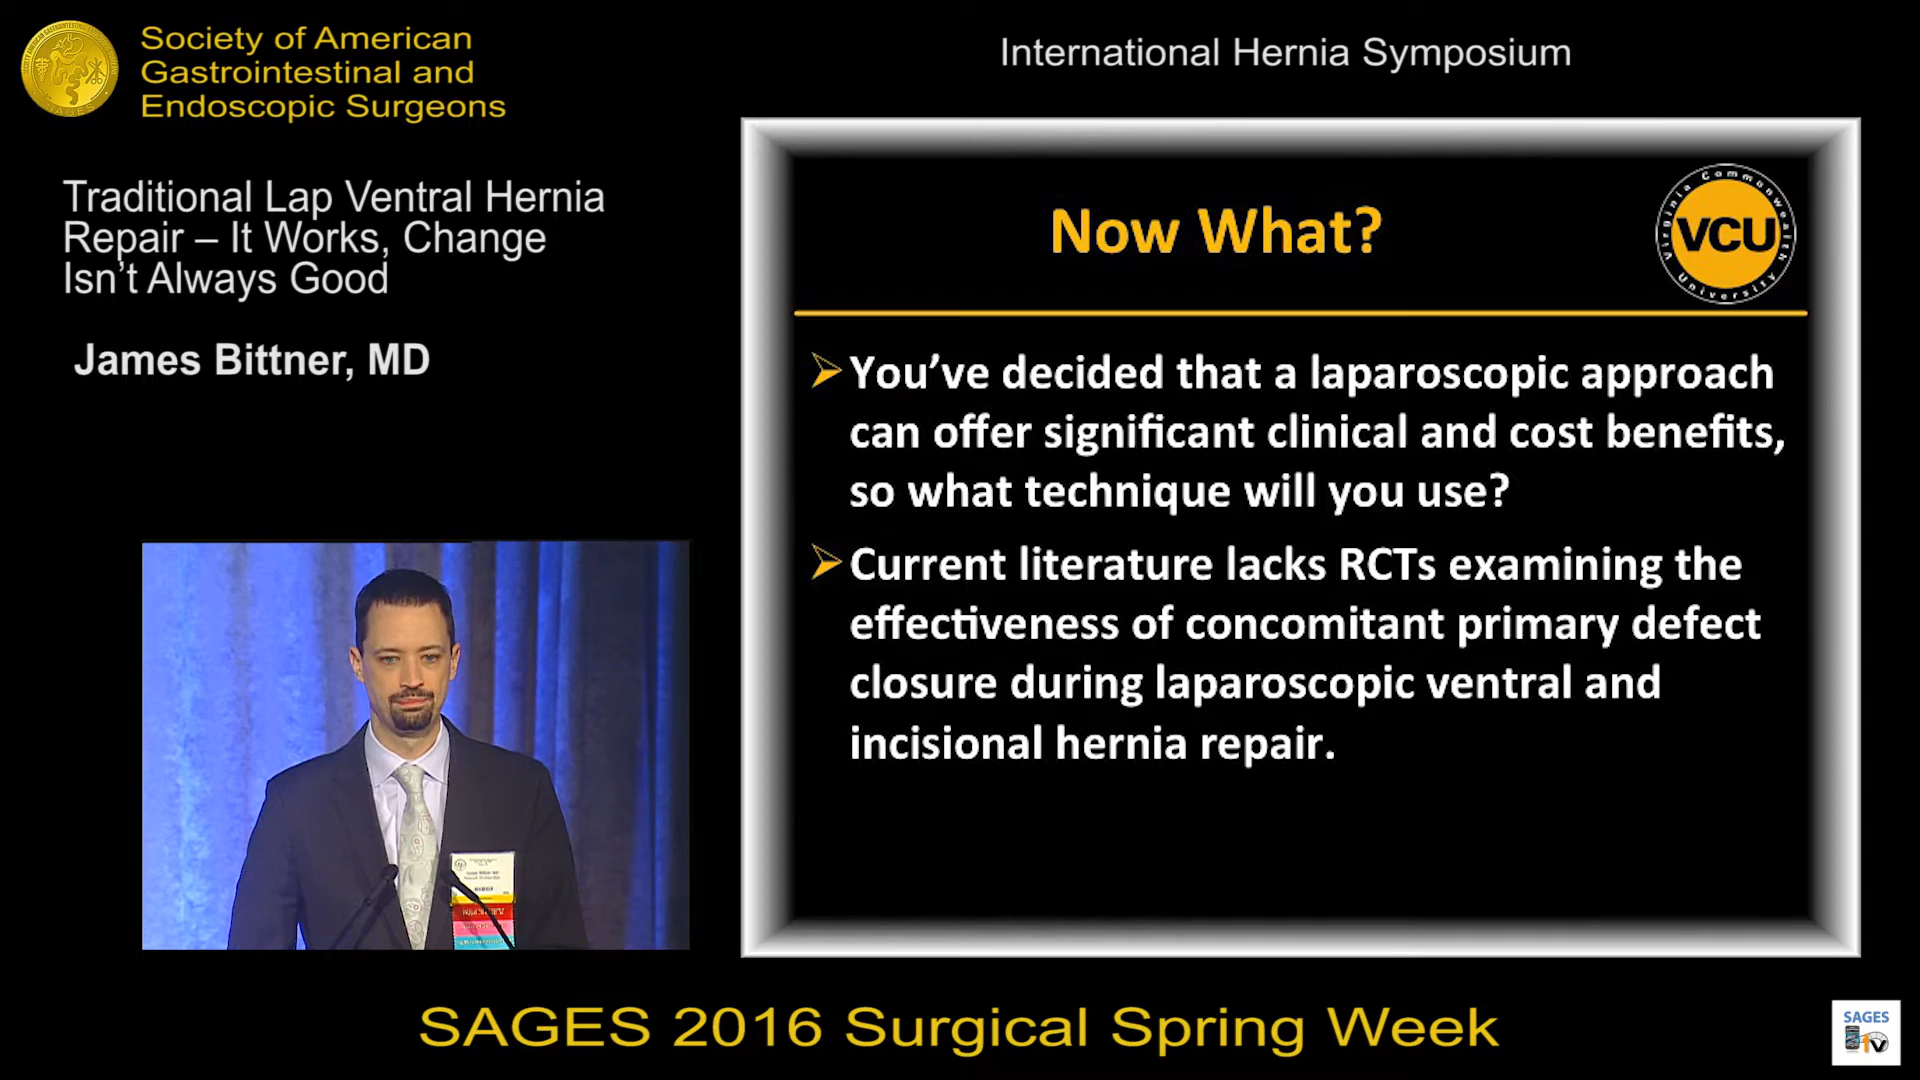 Society of American
Gastrointestinal and
Endoscopic Surgeons
International Hernia Symposium
Traditional Lap Ventral Hernia
Repair – It Works, Change
Isn't Always Good
James Bittner, MD
Now What?
Virginia Commonwealth University
VCU
You've decided that a laparoscopic approach
can offer significant clinical and cost benefits,
so what technique will you use?
Current literature lacks RCTs examining the
effectiveness of concomitant primary defect
closure during laparoscopic ventral and
incisional hernia repair.
SAGES 2016 Surgical Spring Week
SAGES
TV